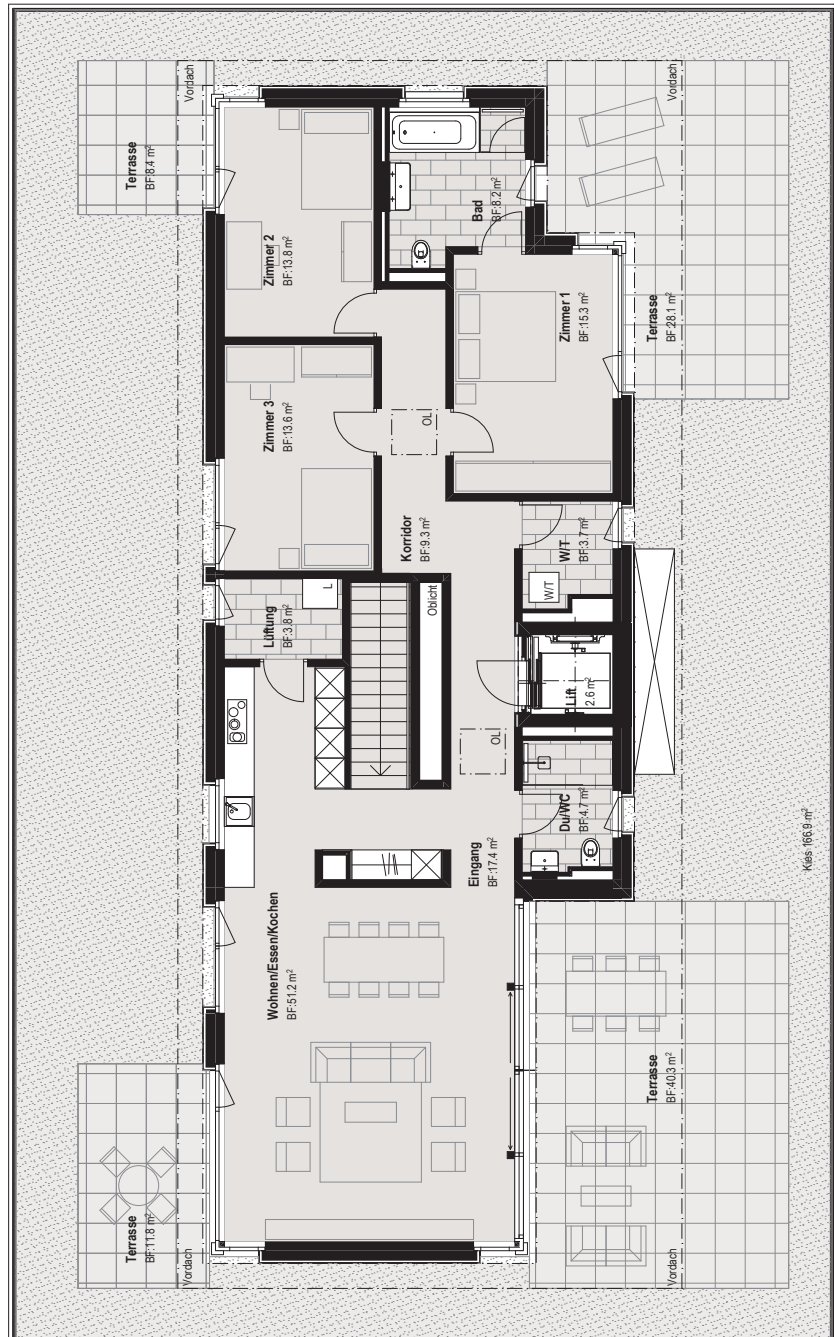 Vordach
Vordach
Terrasse
BF:8.4 m²
Zimmer 2
BF:13.8 m²
Bad
BF:8.2 m²
Zimmer 1
BF:15.3 m²
Terrasse
BF:28.1 m²
Zimmer 3
BF:13.6 m²
OL
Korridor
BF:9.3 m²
W/T
BF:3.7 m²
W/T
Lüftung
BF:3.8 m²
L
Oblicht
Lift
2.6 m²
OL
Du/WC
BF:4.7 m²
Eingang
BF:17.4 m²
Kies 166.9 m²
Wohnen/Essen/Kochen
BF:51.2 m²
Terrasse
BF:40.3 m²
Terrasse
BF:11.8 m²
Vordach
Vordach